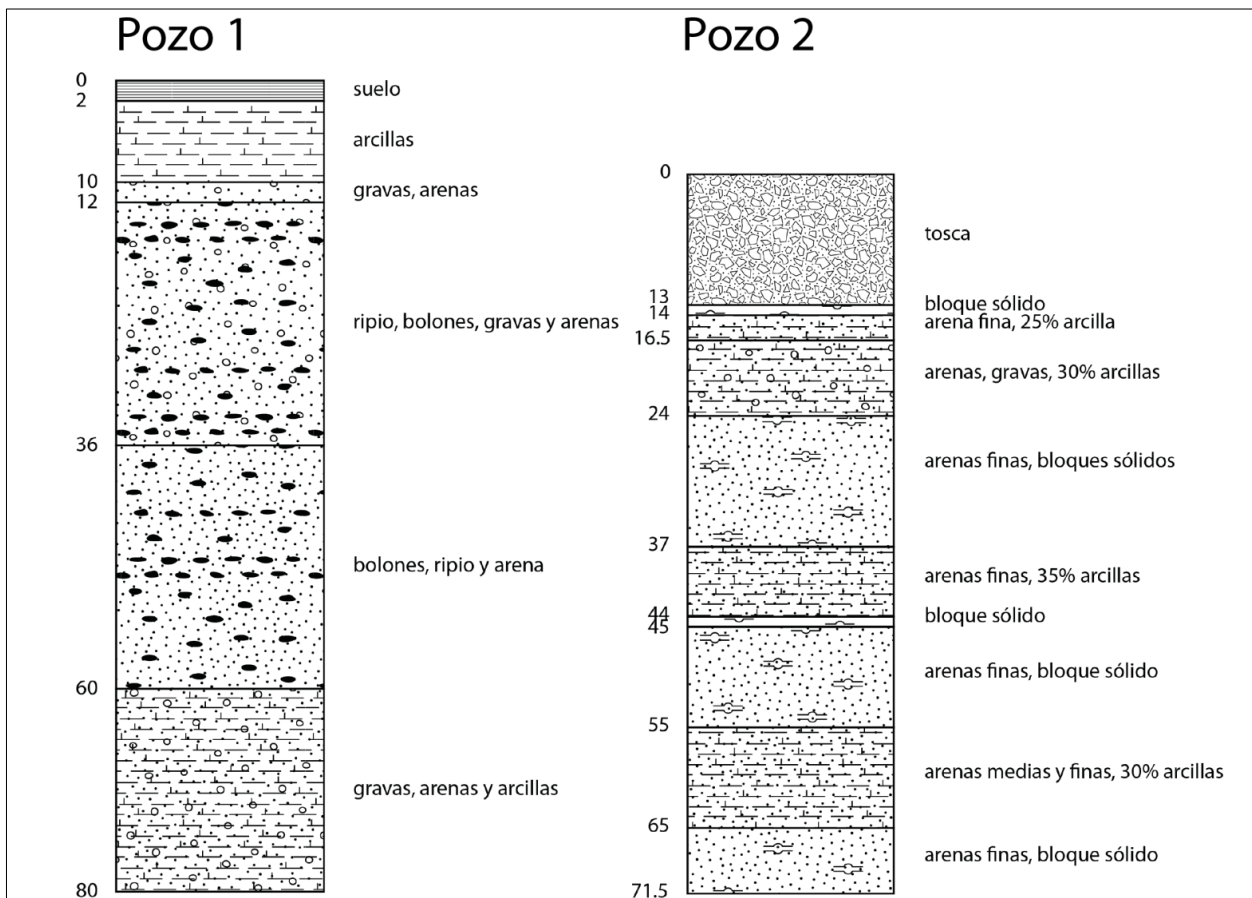 Pozo 1
0
suelo
2
arcillas
10
gravas, arenas
12
ripio, bolones, gravas y arenas
36
bolones, ripio y arena
60
gravas, arenas y arcillas
80
Pozo 2
0
tosca
13
bloque sólido
14
arena fina, 25% arcilla
16.5
arenas, gravas, 30% arcillas
24
arenas finas, bloques sólidos
37
arenas finas, 35% arcillas
44
bloque sólido
45
arenas finas, bloque sólido
55
arenas medias y finas, 30% arcillas
65
arenas finas, bloque sólido
71.5